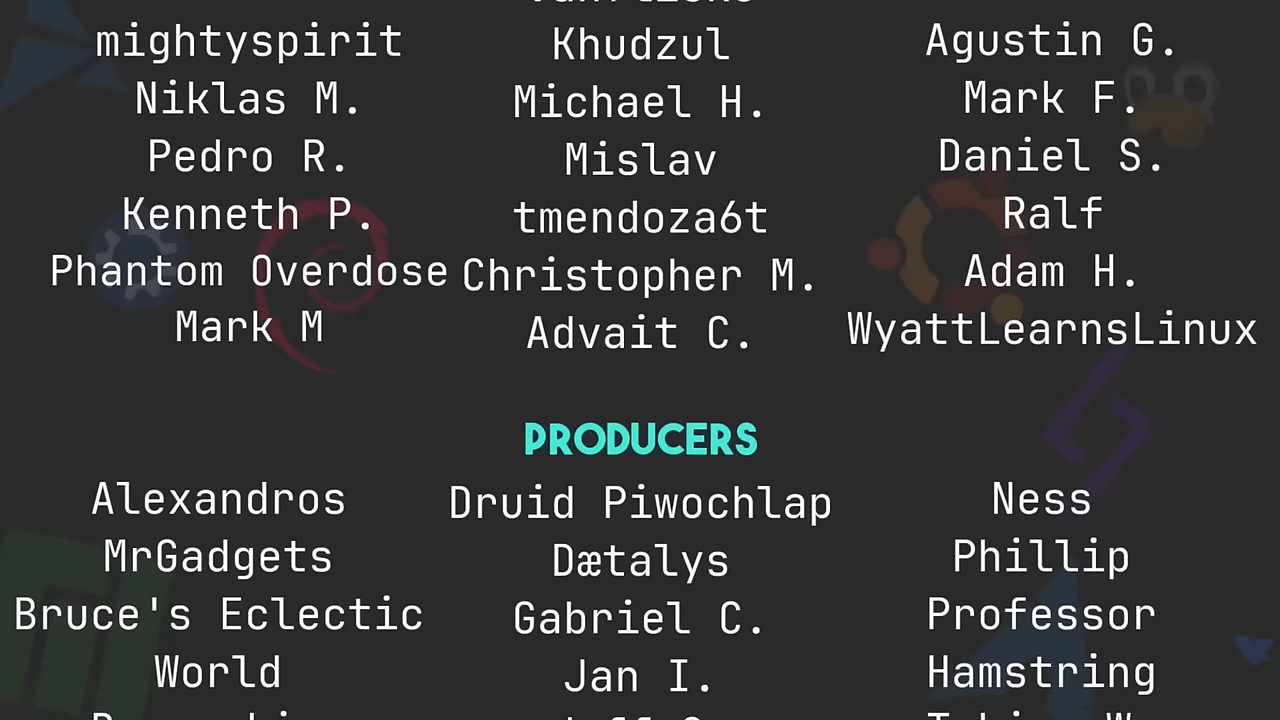 mightyspirit
Niklas M.
Pedro R.
Kenneth P.
Phantom Overdose
Mark M
Khudzul
Michael H.
Mislav
tmendoza6t
Christopher M.
Advait C.
Agustin G.
Mark F.
Daniel S.
Ralf
Adam H.
WyattLearnsLinux
PRODUCERS
Alexandros
MrGadgets
Bruce's Eclectic
World
Druid Piwochlap
Dætalys
Gabriel C.
Jan I.
Ness
Phillip
Professor
Hamstring